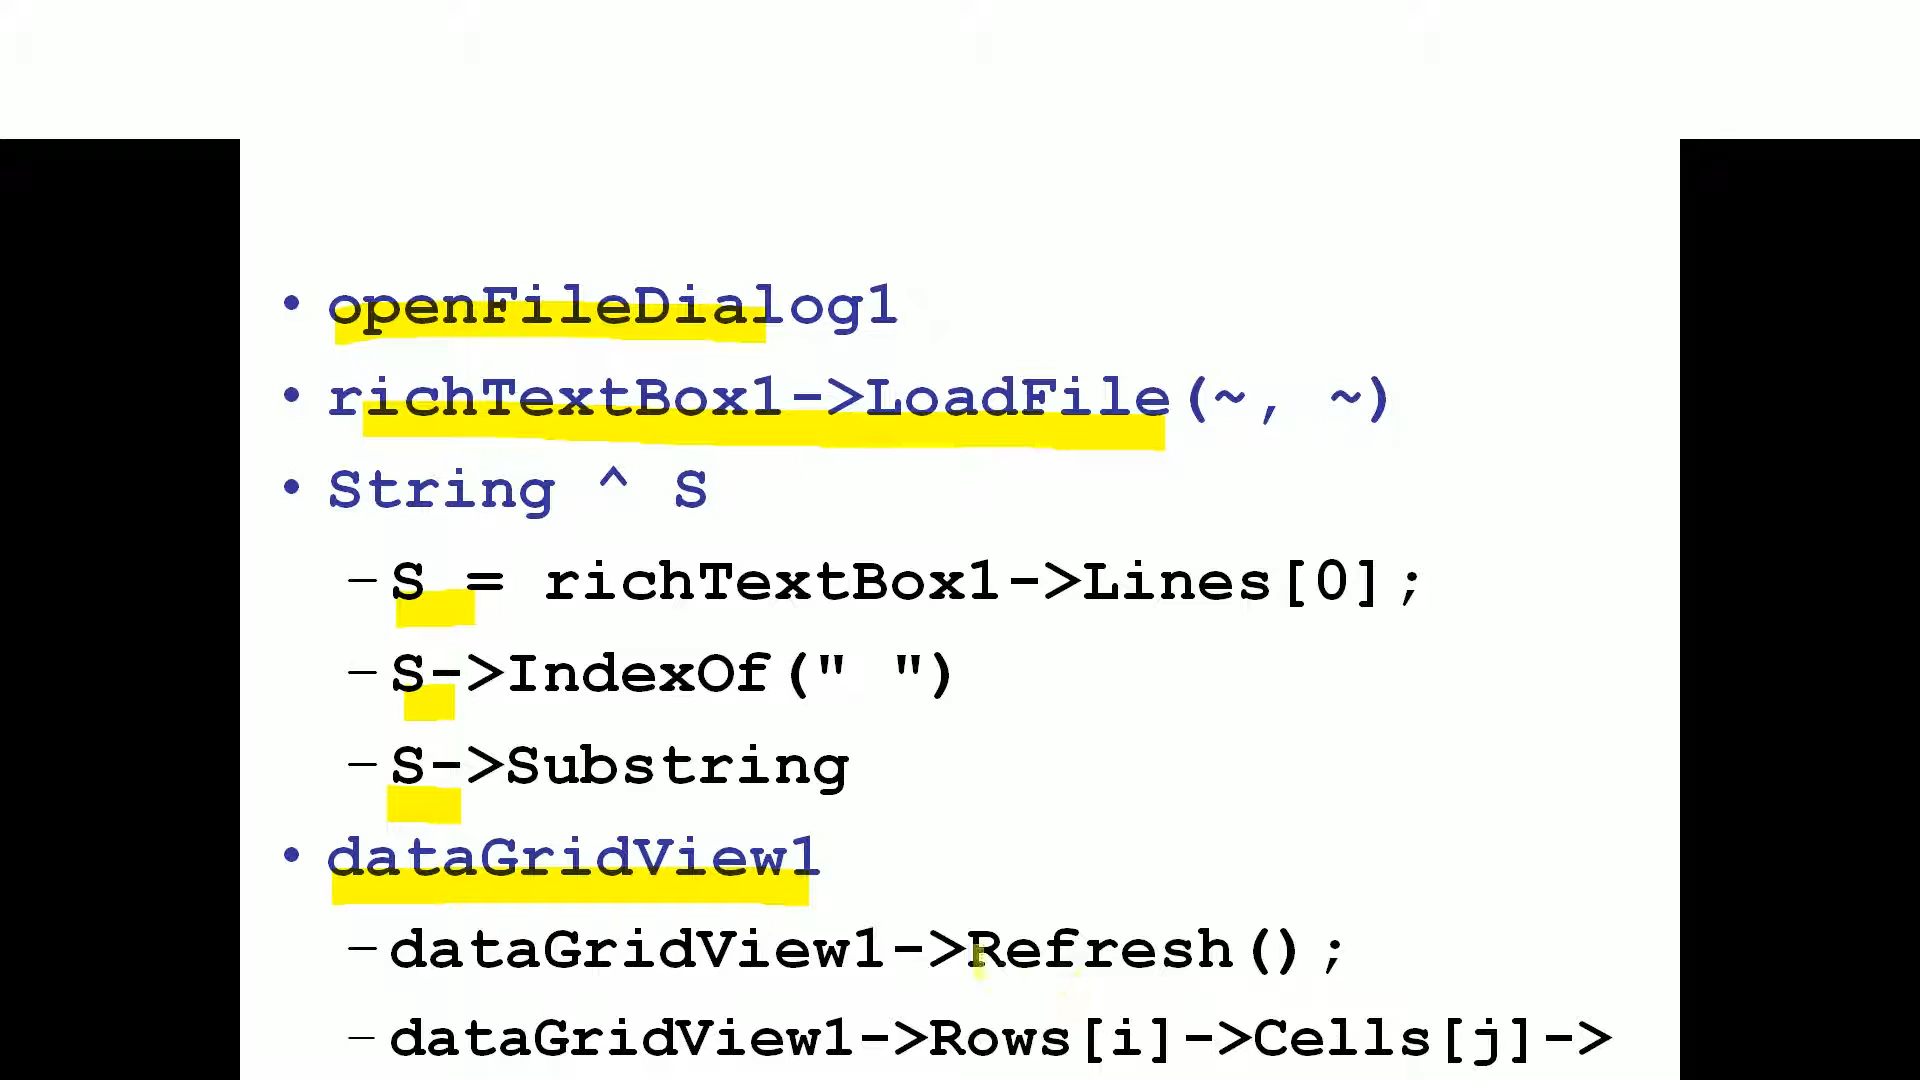 • openFileDialog1
• richTextBox1->LoadFile(~, ~)
• String ^ S
–S = richTextBox1->Lines[0];
–S->IndexOf(" ")
–S->Substring
• dataGridView1
–dataGridView1->Refresh();
–dataGridView1->Rows[i]->Cells[j]->